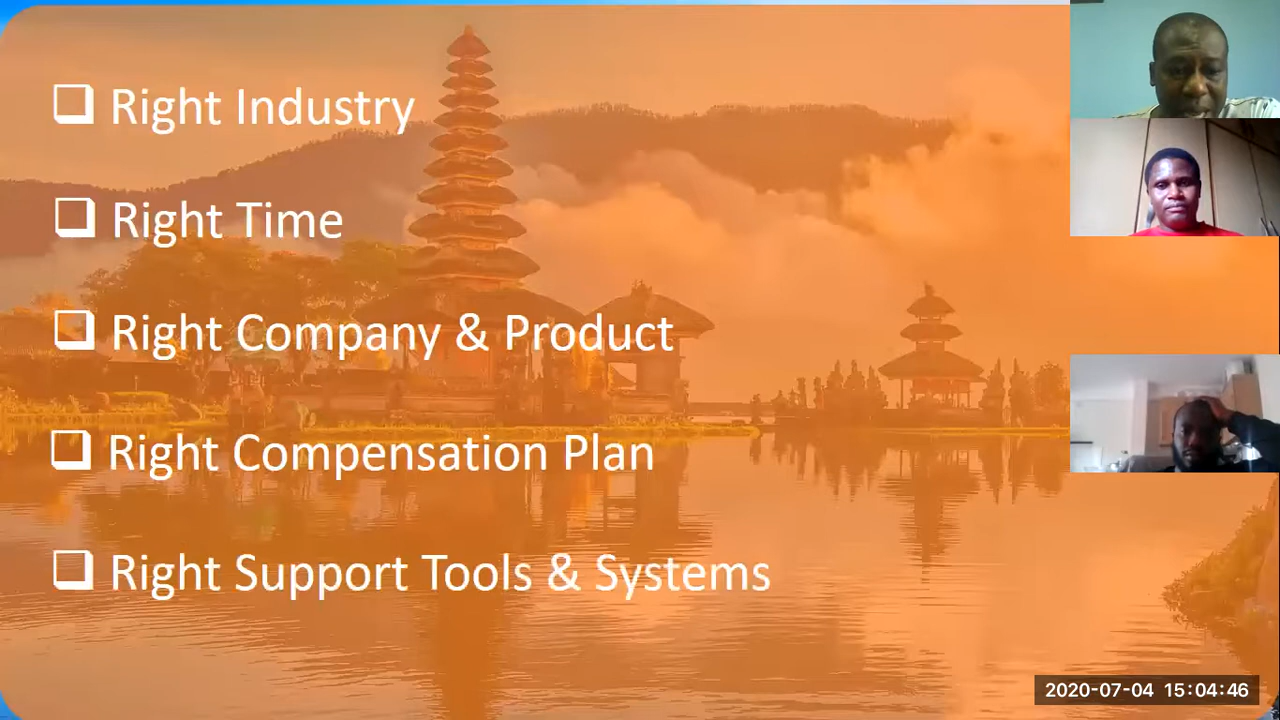 Right Industry
Right Time
Right Company & Product
Right Compensation Plan
Right Support Tools & Systems
2020-07-04 15:04:46